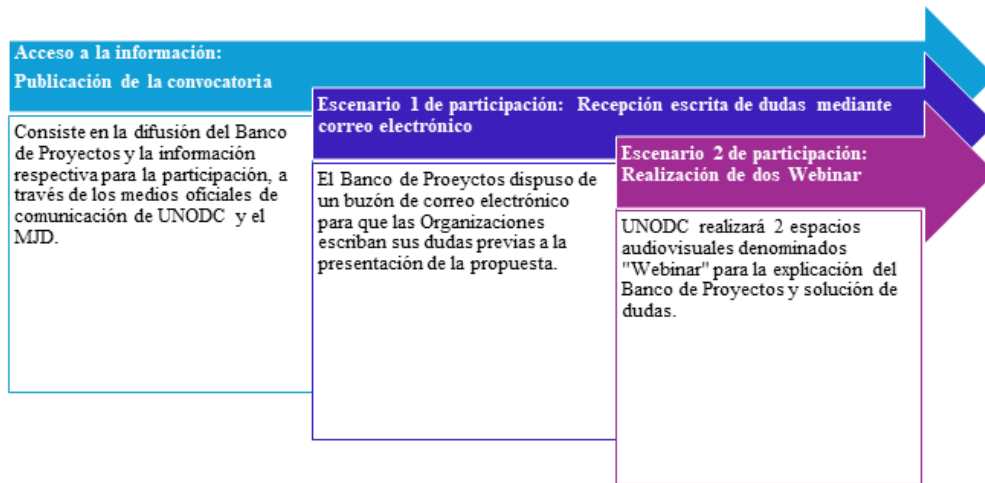 Acceso a la información:
Publicación de la convocatoria
Consiste en la difusión del Banco
de Proyectos y la información
respectiva para la participación, a
través de los medios oficiales de
comunicación de UNODC y el
MJD.
Escenario 1 de participación: Recepción escrita de dudas mediante
correo electrónico
El Banco de Proeyctos dispuso de
un buzón de correo electrónico
para que las Organizaciones
escriban sus dudas previas a la
presentación de la propuesta.
Escenario 2 de participación:
Realización de dos Webinar
UNODC realizará 2 espacios
audiovisuales denominados
"Webinar" para la explicación del
Banco de Proyectos y solución de
dudas.